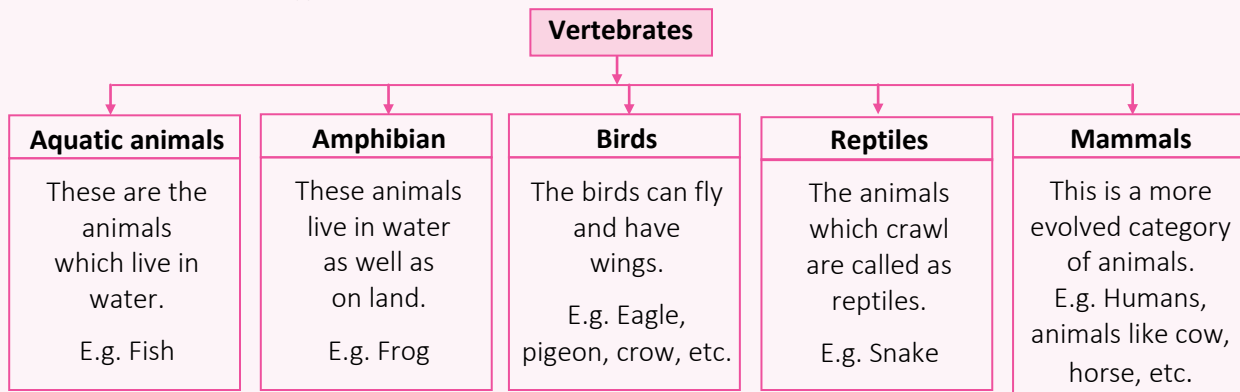 Vertebrates
Aquatic animals
These are the
animals
which live in
water.
E.g. Fish
Amphibian
These animals
live in water
as well as
on land.
E.g. Frog
Birds
The birds can fly
and have
wings.
E.g. Eagle,
pigeon, crow, etc.
Reptiles
The animals
which crawl
are called as
reptiles.
E.g. Snake
Mammals
This is a more
evolved category
of animals.
E.g. Humans,
animals like cow,
horse, etc.